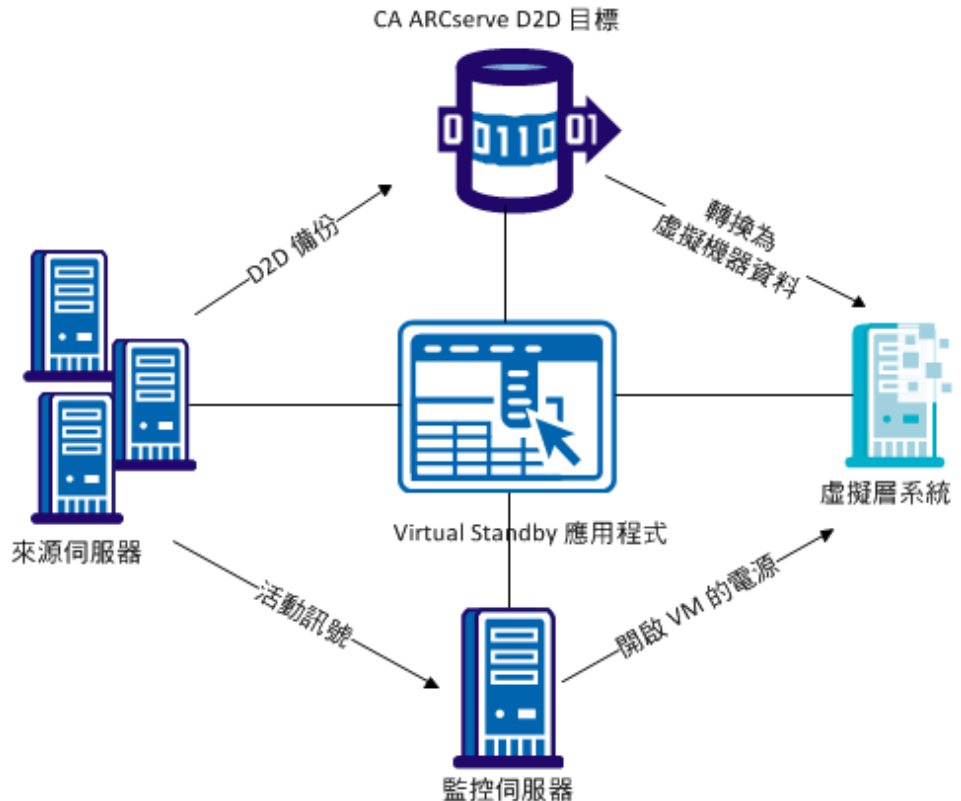 CA ARCserve D2D 目標
0 0110 01
D2D 備份
轉換為
虛擬機器資料
來源伺服器
Virtual Standby 應用程式
虛擬層系統
活動訊號
開啟 VM 的電源
監控伺服器